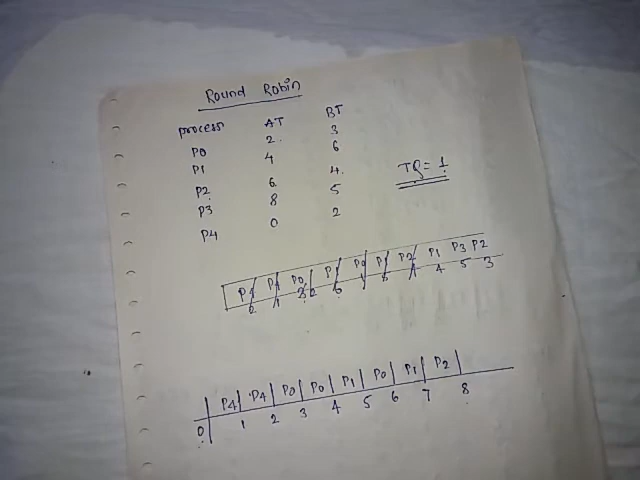 Round Robin
process AT BT
P0 2 3
P1 4 6
P2 6 4
P3 8 5
P4 0 2
TQ = 1
P4 P4 P0 P1 P0 P1 P2 P1 P3 P2
4 5 3
P4 P4 P0 P0 P1 P0 P1 P2
0 1 2 3 4 5 6 7 8